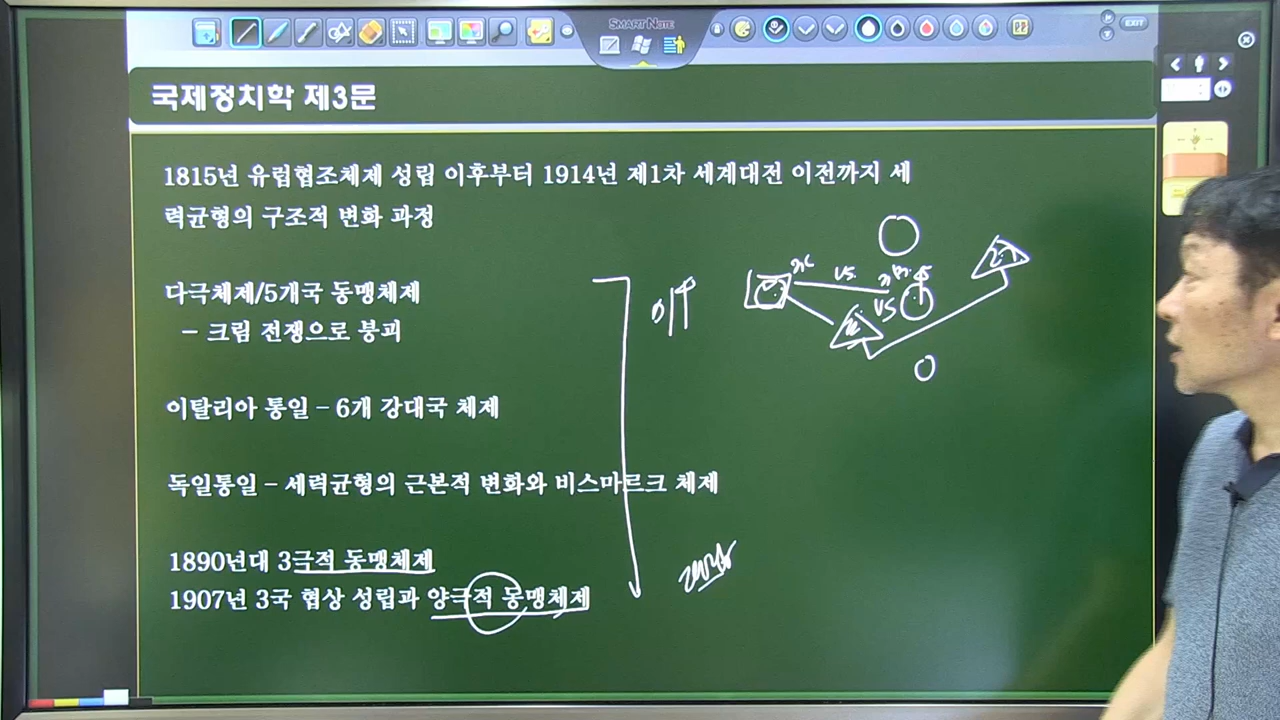 SMART NOTE
EXIT
국제정치학 제3문
1815년 유럽협조체제 성립 이후부터 1914년 제1차 세계대전 이전까지 세
력균형의 구조적 변화 과정
다극체제/5개국 동맹체제
– 크림 전쟁으로 붕괴
이탈리아 통일 – 6개 강대국 체제
독일통일 – 세력균형의 근본적 변화와 비스마르크 체제
1890년대 3극적 동맹체제
1907년 3국 협상 성립과 양극적 동맹체제
VS
VS